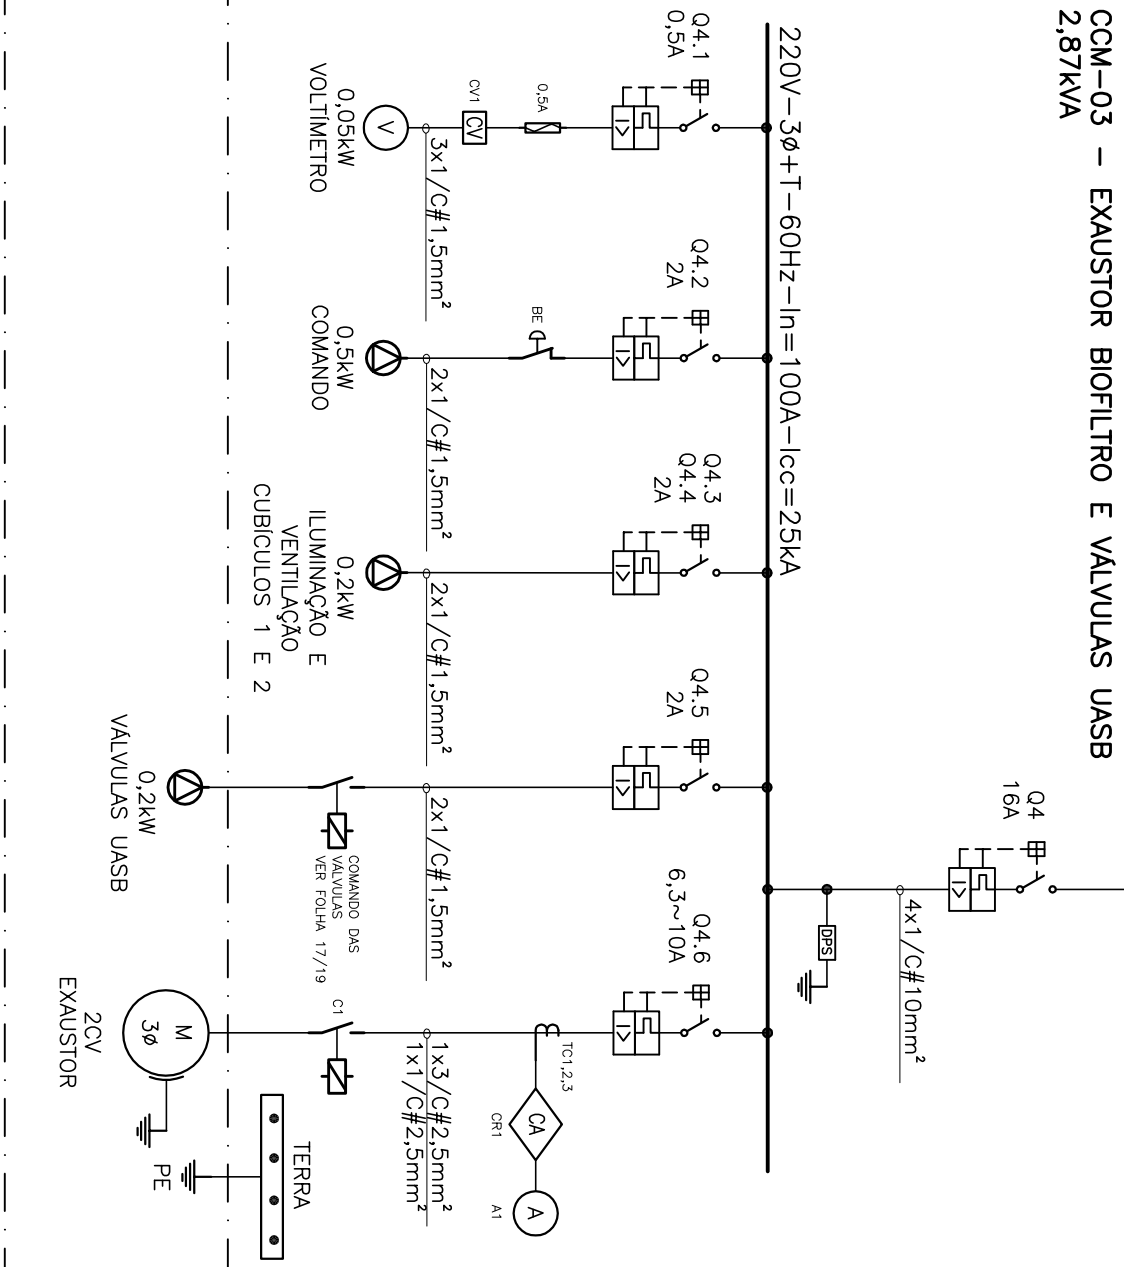 CCM-03 - EXAUSTOR BIOFILTRO E VÁLVULAS UASB
2,87kVA
Q4
16A
4x1/C#10mm²
DPS
220V-3ø+T-60Hz-In=100A-Icc=25kA
Q4.1
0,5A
I>
0,5A
CV1
CV
3x1/C#1,5mm²
V
0,05kW
VOLTÍMETRO
Q4.2
2A
I>
BE
2x1/C#1,5mm²
0,5kW
COMANDO
Q4.3
Q4.4
2A
I>
2x1/C#1,5mm²
0,2kW
ILUMINAÇÃO E
VENTILAÇÃO
CUBÍCULOS 1 E 2
Q4.5
2A
I>
2x1/C#1,5mm²
COMANDO DAS
VÁLVULAS
VER FOLHA 17/19
0,2kW
VÁLVULAS UASB
I>
Q4.6
6,3~10A
I>
TC1,2,3
CA
CR1
A
A1
1x3/C#2,5mm²
1x1/C#2,5mm²
C1
M
3ø
2CV
EXAUSTOR
TERRA
PE